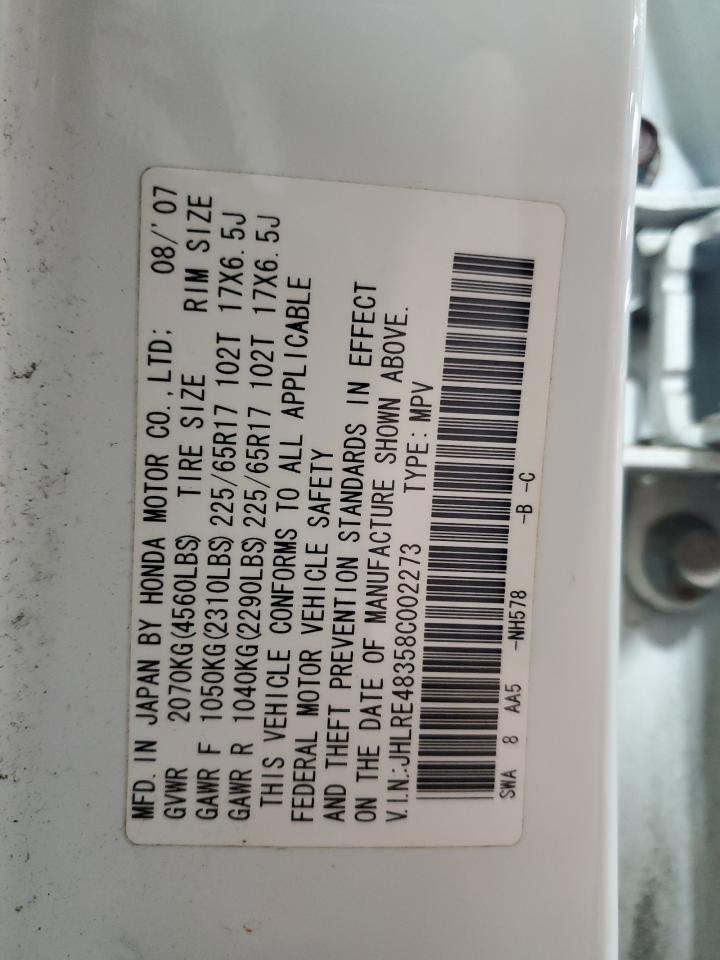 MFD. IN JAPAN BY HONDA MOTOR CO.,LTD; 08/'07
GVWR 2070KG(4560LBS) TIRE SIZE RIM SIZE
GAWR F 1050KG(2310LBS) 225/65R17 102T 17X6.5J
GAWR R 1040KG(2290LBS) 225/65R17 102T 17X6.5J
THIS VEHICLE CONFORMS TO ALL APPLICABLE
FEDERAL MOTOR VEHICLE SAFETY
AND THEFT PREVENTION STANDARDS IN EFFECT
ON THE DATE OF MANUFACTURE SHOWN ABOVE.
V.I.N.:JHLRE48358C002273 TYPE:MPV
SWA 8 AA5 -NH578 -B -C